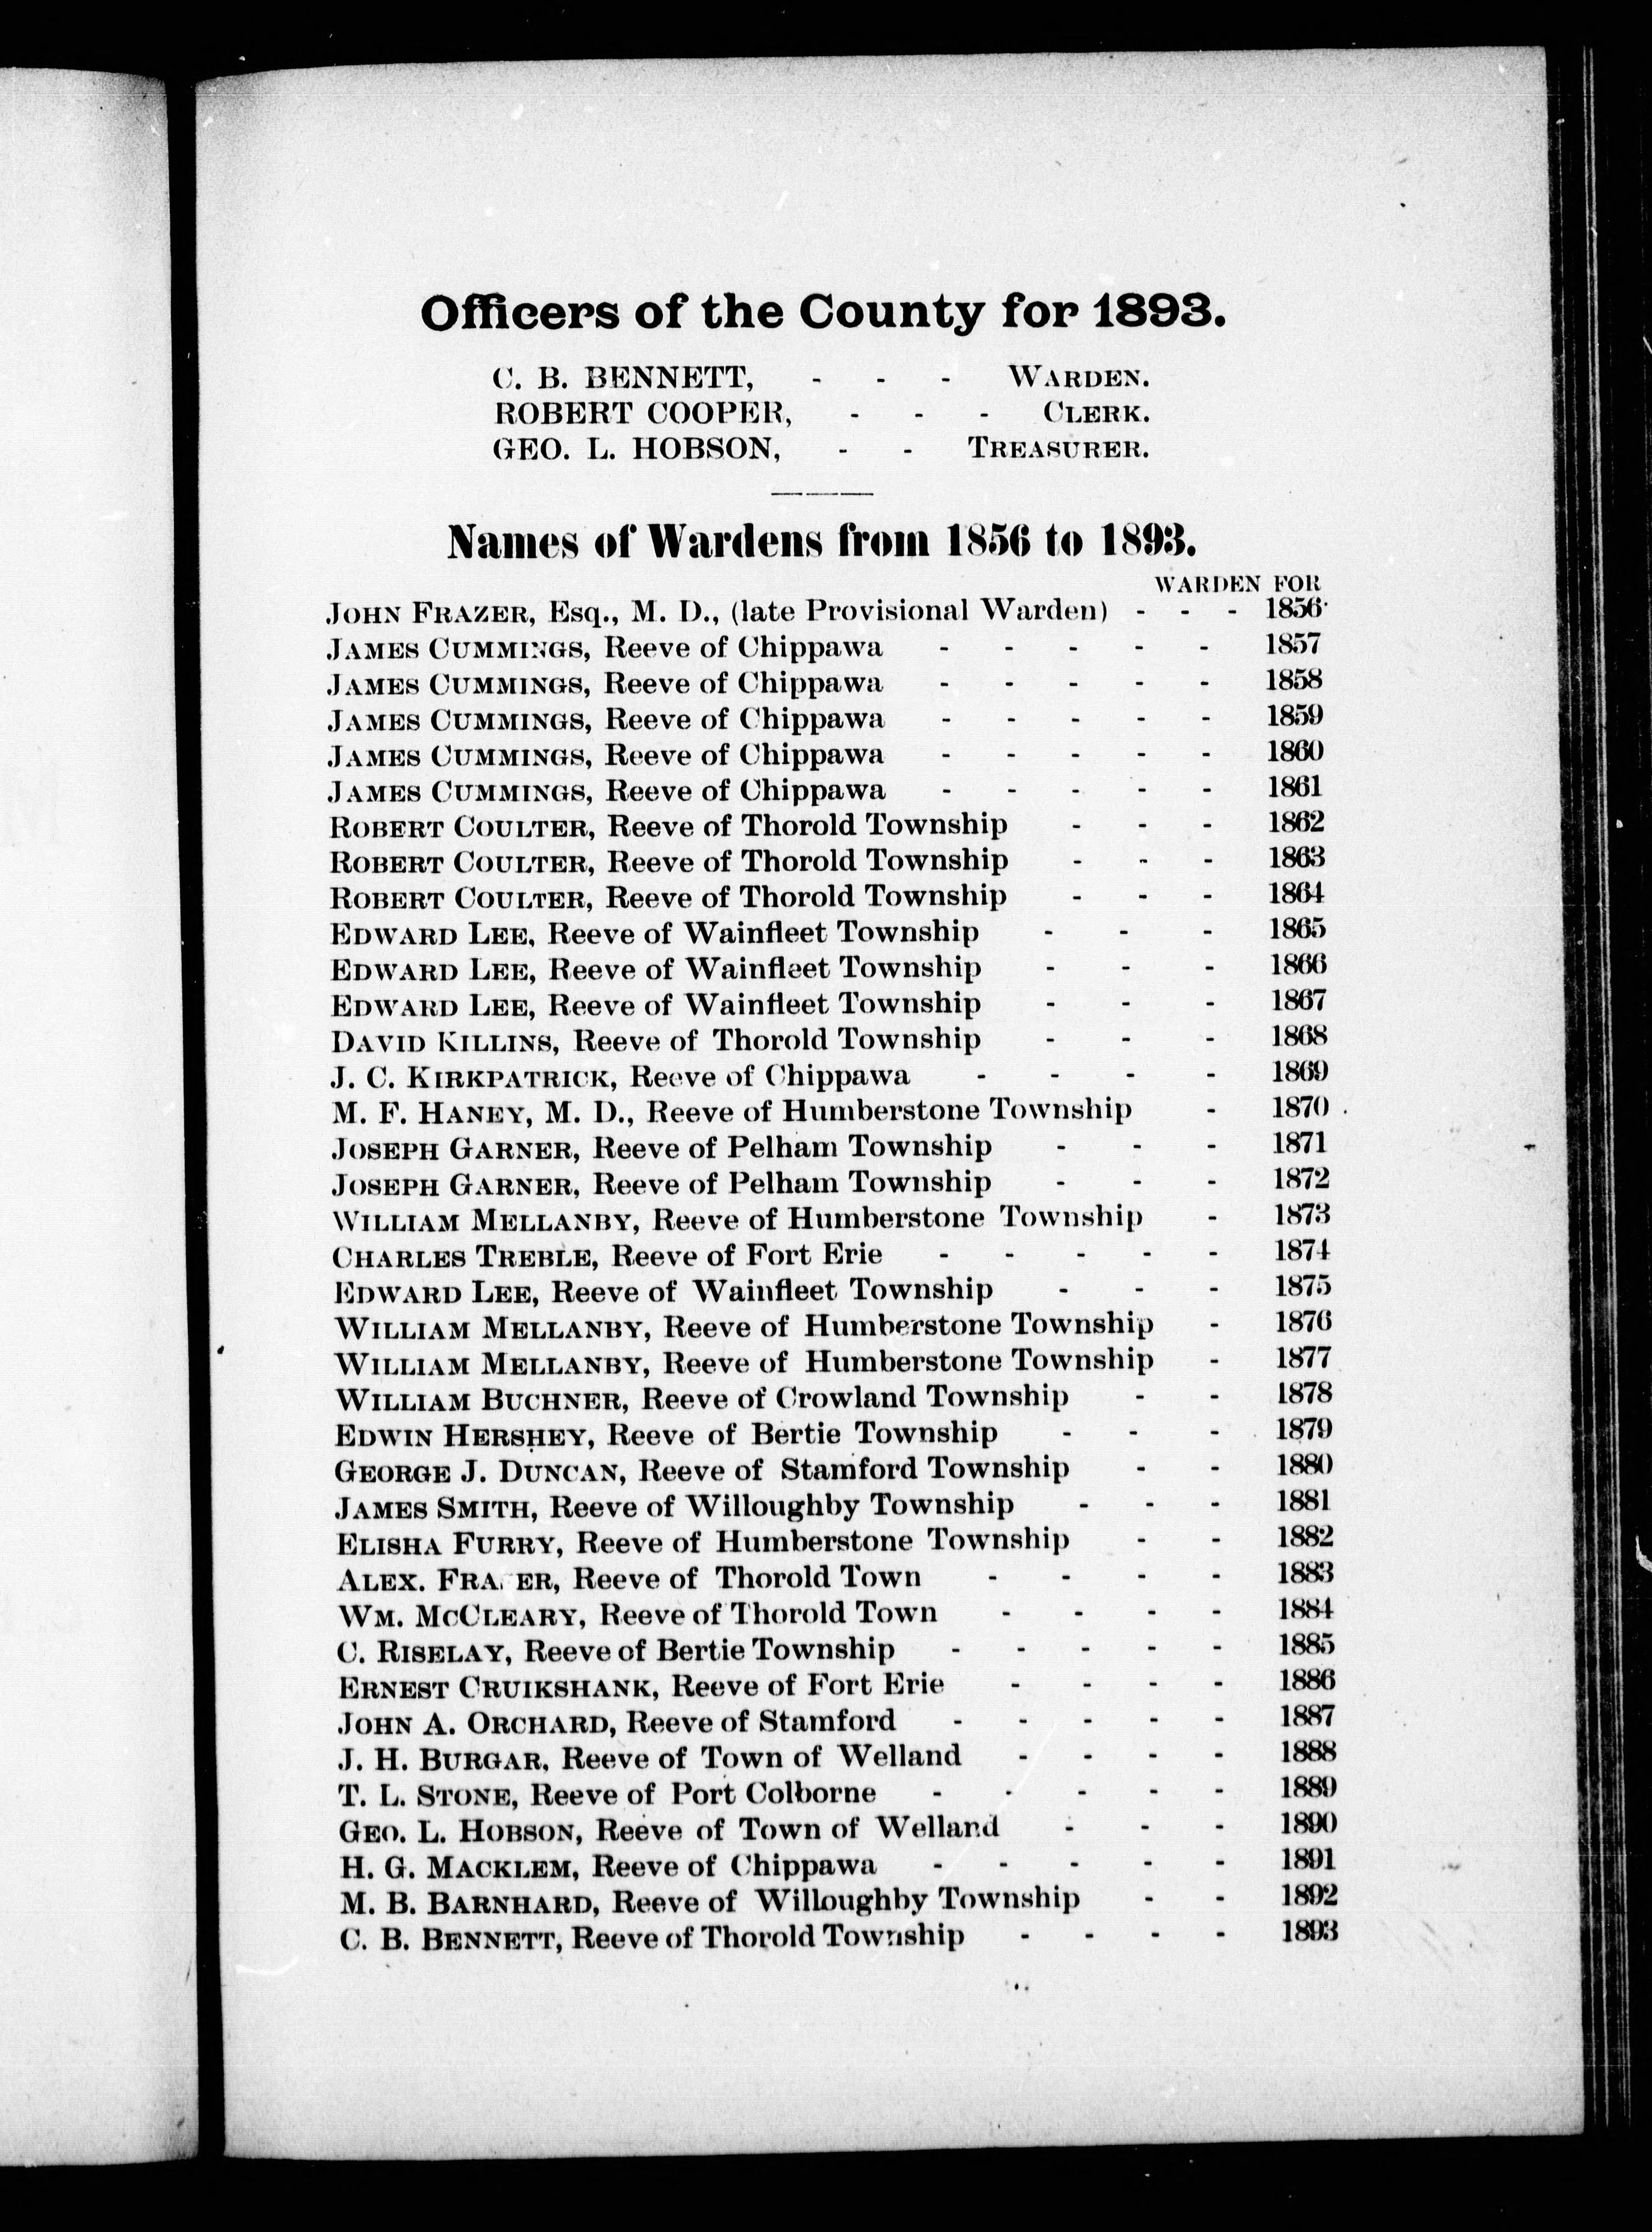 Officers of the County for 1893.
C. B. BENNETT, - - - WARDEN.
ROBERT COOPER, - - - CLERK.
GEO. L. HOBSON, - - TREASURER.
Names of Wardens from 1856 to 1893.
WARDEN FOR
JOHN FRAZER, Esq., M. D., (late Provisional Warden) - - - 1856
JAMES CUMMINGS, Reeve of Chippawa - - - - - 1857
JAMES CUMMINGS, Reeve of Chippawa - - - - - 1858
JAMES CUMMINGS, Reeve of Chippawa - - - - - 1859
JAMES CUMMINGS, Reeve of Chippawa - - - - - 1860
JAMES CUMMINGS, Reeve of Chippawa - - - - - 1861
ROBERT COULTER, Reeve of Thorold Township - - - 1862
ROBERT COULTER, Reeve of Thorold Township - - - 1863
ROBERT COULTER, Reeve of Thorold Township - - - 1864
EDWARD LEE, Reeve of Wainfleet Township - - - 1865
EDWARD LEE, Reeve of Wainfleet Township - - - 1866
EDWARD LEE, Reeve of Wainfleet Township - - - 1867
DAVID KILLINS, Reeve of Thorold Township - - - 1868
J. C. KIRKPATRICK, Reeve of Chippawa - - - - 1869
M. F. HANEY, M. D., Reeve of Humberstone Township - 1870
JOSEPH GARNER, Reeve of Pelham Township - - - 1871
JOSEPH GARNER, Reeve of Pelham Township - - - 1872
WILLIAM MELLANBY, Reeve of Humberstone Township - 1873
CHARLES TREBLE, Reeve of Fort Erie - - - - - 1874
EDWARD LEE, Reeve of Wainfleet Township - - - 1875
WILLIAM MELLANBY, Reeve of Humberstone Township - 1876
WILLIAM MELLANBY, Reeve of Humberstone Township - 1877
WILLIAM BUCHNER, Reeve of Crowland Township - - 1878
EDWIN HERSHEY, Reeve of Bertie Township - - - 1879
GEORGE J. DUNCAN, Reeve of Stamford Township - - 1880
JAMES SMITH, Reeve of Willoughby Township - - - 1881
ELISHA FURRY, Reeve of Humberstone Township - - 1882
ALEX. FRA ER, Reeve of Thorold Town - - - - 1883
WM. MCCLEARY, Reeve of Thorold Town - - - - 1884
C. RISELAY, Reeve of Bertie Township - - - - - 1885
ERNEST CRUIKSHANK, Reeve of Fort Erie - - - - 1886
JOHN A. ORCHARD, Reeve of Stamford - - - - - 1887
J. H. BURGAR, Reeve of Town of Welland - - - - 1888
T. L. STONE, Reeve of Port Colborne - - - - - 1889
GEO. L. HOBSON, Reeve of Town of Welland - - - 1890
H. G. MACKLEM, Reeve of Chippawa - - - - - 1891
M. B. BARNHARD, Reeve of Willoughby Township - - 1892
C. B. BENNETT, Reeve of Thorold Township - - - - 1893